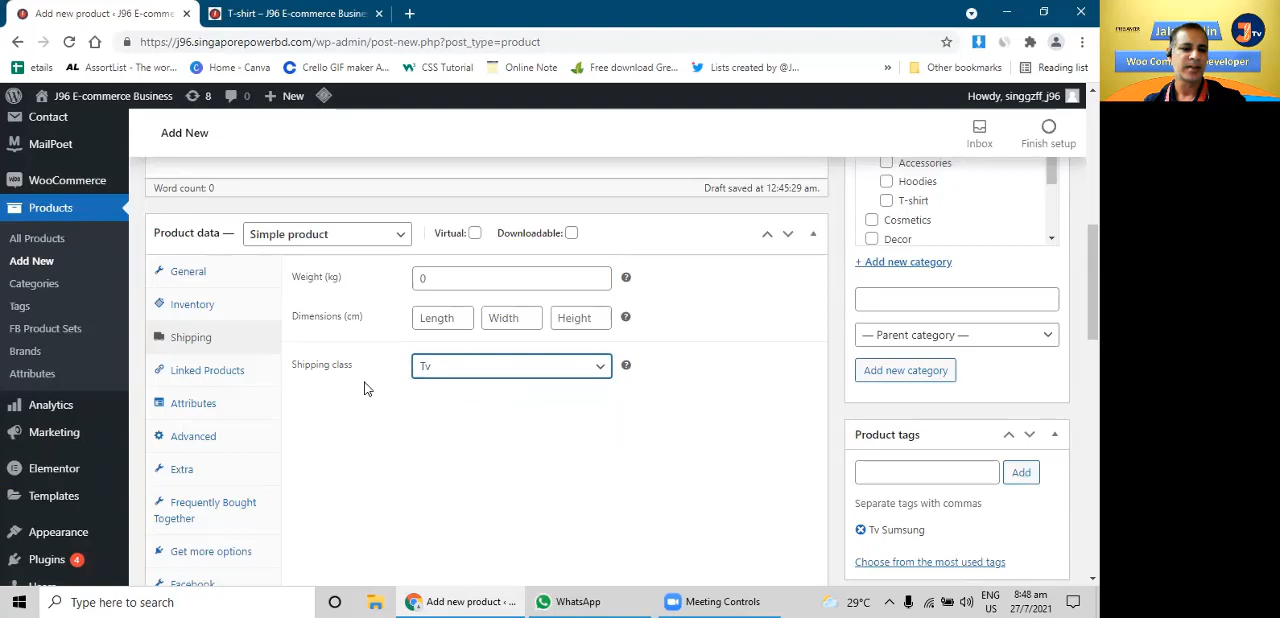 Add new product ‹ J96 E-comme
T-shirt – J96 E-commerce Busine
https://j96.singaporepowerbd.com/wp-admin/post-new.php?post_type=product
etails
AL AssortList - The wor...
Home - Canva
Crello GIF maker A...
CSS Tutorial
Online Note
Free download Gre...
Lists created by @J...
»
Other bookmarks
Reading list
FREELANCER
TV
Woo Com
Developer
J96 E-commerce Business
8
0
New
Howdy, singgzff_j96
Contact
MailPoet
WooCommerce
Products
All Products
Add New
Categories
Tags
FB Product Sets
Brands
Attributes
Analytics
Marketing
Elementor
Templates
Appearance
Plugins 4
Add New
Inbox
Finish setup
Word count: 0
Draft saved at 12:45:29 am.
Product data —
Simple product
Virtual:
Downloadable:
General
Inventory
Shipping
Linked Products
Attributes
Advanced
Extra
Frequently Bought
Together
Get more options
Facebook
Weight (kg)
0
Dimensions (cm)
Length
Width
Height
Shipping class
Tv
Accessories
Hoodies
T-shirt
Cosmetics
Decor
+ Add new category
— Parent category —
Add new category
Product tags
Add
Separate tags with commas
Tv Sumsung
Choose from the most used tags
Type here to search
Add new product ‹ ...
WhatsApp
Meeting Controls
29°C
ENG
US
8:48 am
27/7/2021